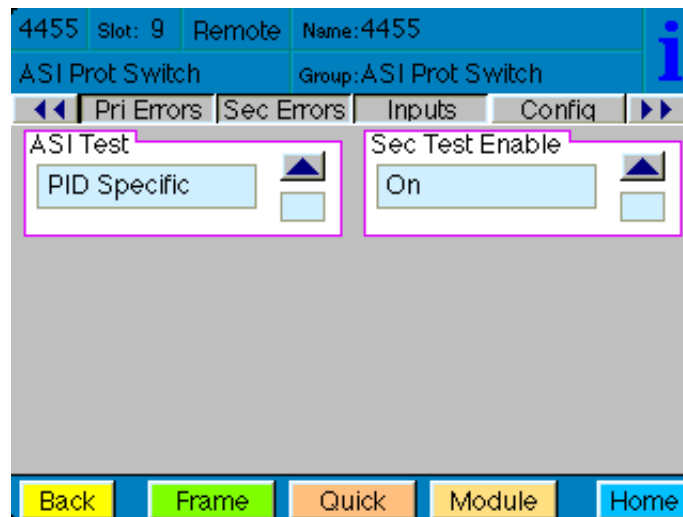 4455 Slot: 9 Remote Name:4455
ASI Prot Switch Group:ASI Prot Switch
Pri Errors Sec Errors Inputs Config
ASI Test Sec Test Enable
PID Specific On
Back Frame Quick Module Home